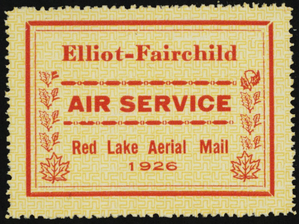 Elliot-Fairchild
AIR SERVICE
Red Lake Aerial Mail
1926